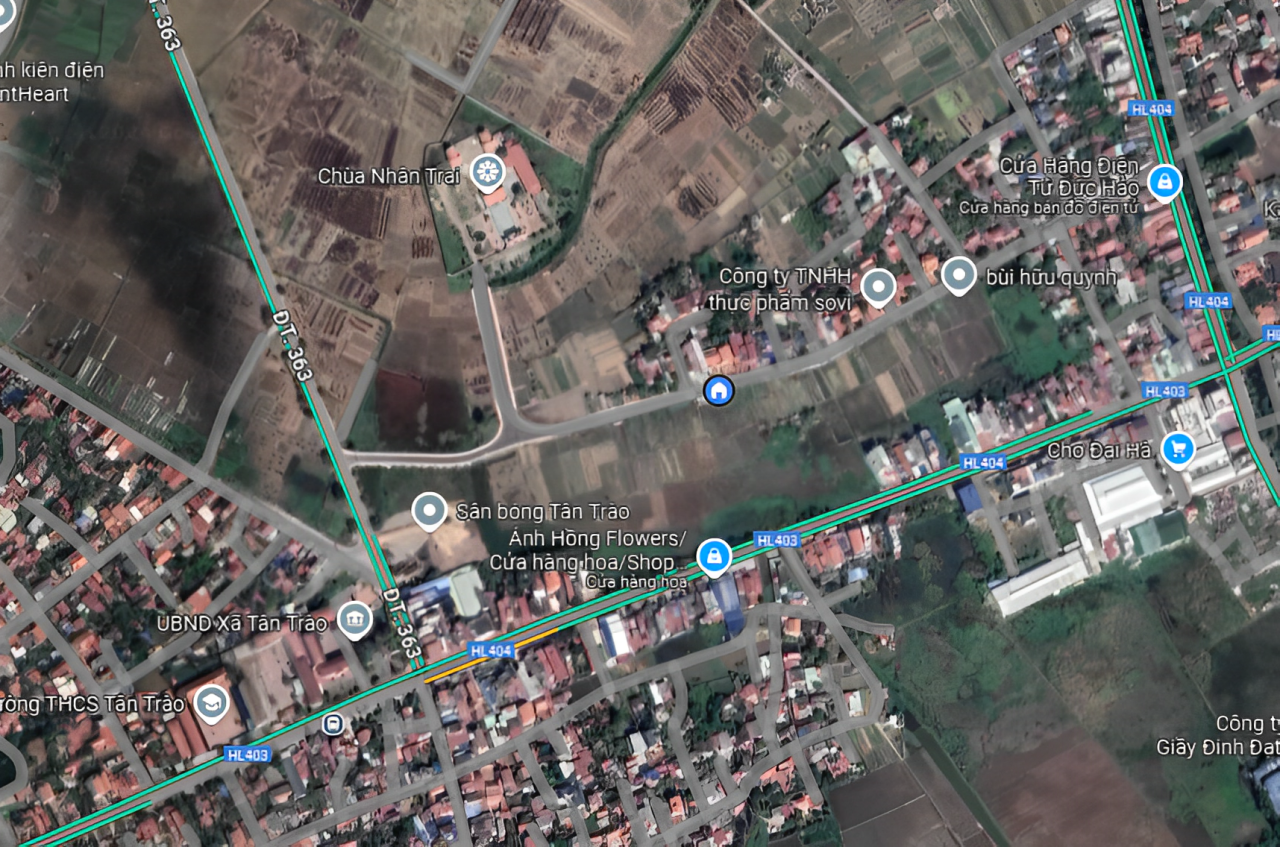 ĐT. 363
nh kiên điện
ntHeart
HL404
Chùa Nhân Trai
Cửa Hàng Điện
Tử Đức Hảo
Cửa hàng bán đồ điện tử
Công ty TNHH
thực phẩm sovi
bùi hữu quynh
HL404
ĐT. 363
HL403
Chợ Đại Hà
HL404
Sân bóng Tân Trào
Ánh Hồng Flowers/
Cửa hàng hoa/Shop...
Cửa hàng hoa
HL403
UBND Xã Tân Trào
ĐT. 363
HL404
ường THCS Tân Trào
HL403
Công ty
Giầy Đinh Đạt